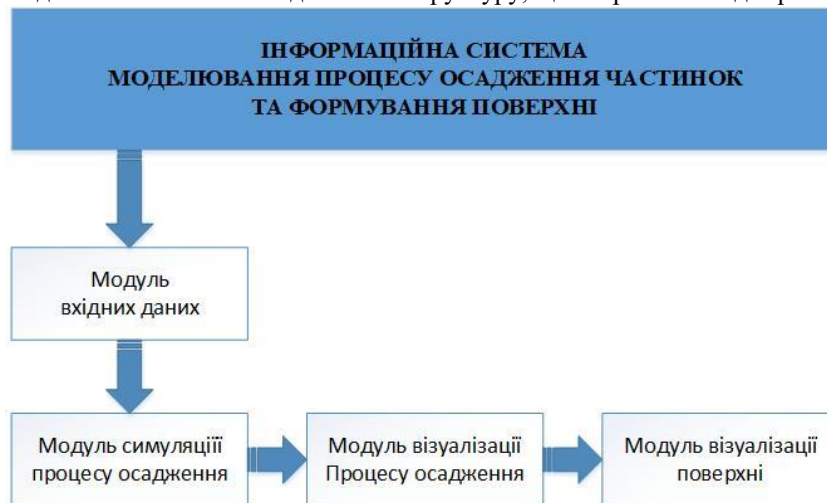 ІНФОРМАЦІЙНА СИСТЕМА
МОДЕЛЮВАННЯ ПРОЦЕСУ ОСАДЖЕННЯ ЧАСТИНОК
ТА ФОРМУВАННЯ ПОВЕРХНІ
Модуль
вхідних даних
Модуль симуляціїї
процесу осадження
Модуль візуалізації
Процесу осадження
Модуль візуалізації
поверхні